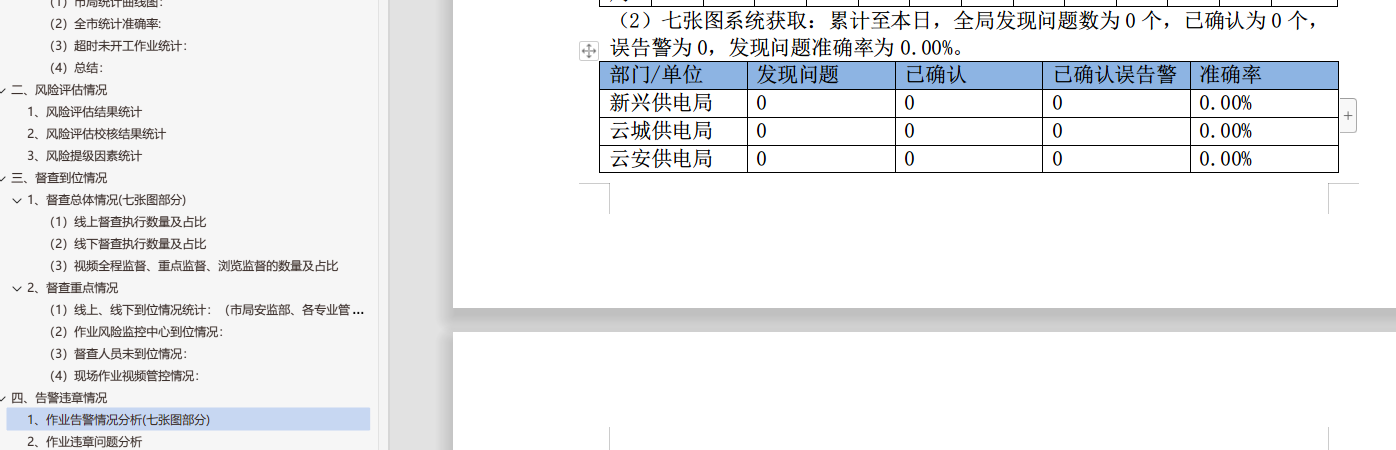 （1）市局统计曲线图：
（2）全市统计准确率：
（3）超时未开工作业统计：
（4）总结：
二、风险评估情况
1、风险评估结果统计
2、风险评估校核结果统计
3、风险提级因素统计
三、督查到位情况
1、督查总体情况(七张图部分)
（1）线上督查执行数量及占比
（2）线下督查执行数量及占比
（3）视频全程监督、重点监督、浏览监督的数量及占比
2、督查重点情况
（1）线上、线下到位情况统计：（市局安监部、各专业管 ...
（2）作业风险监控中心到位情况：
（3）督查人员未到位情况：
（4）现场作业视频管控情况：
四、告警违章情况
1、作业告警情况分析(七张图部分)
2、作业违章问题分析
（2）七张图系统获取：累计至本日，全局发现问题数为 0 个，已确认为 0 个，
误告警为 0，发现问题准确率为 0.00%。
部门/单位 发现问题 已确认 已确认误告警 准确率
新兴供电局 0 0 0 0.00%
云城供电局 0 0 0 0.00%
云安供电局 0 0 0 0.00%